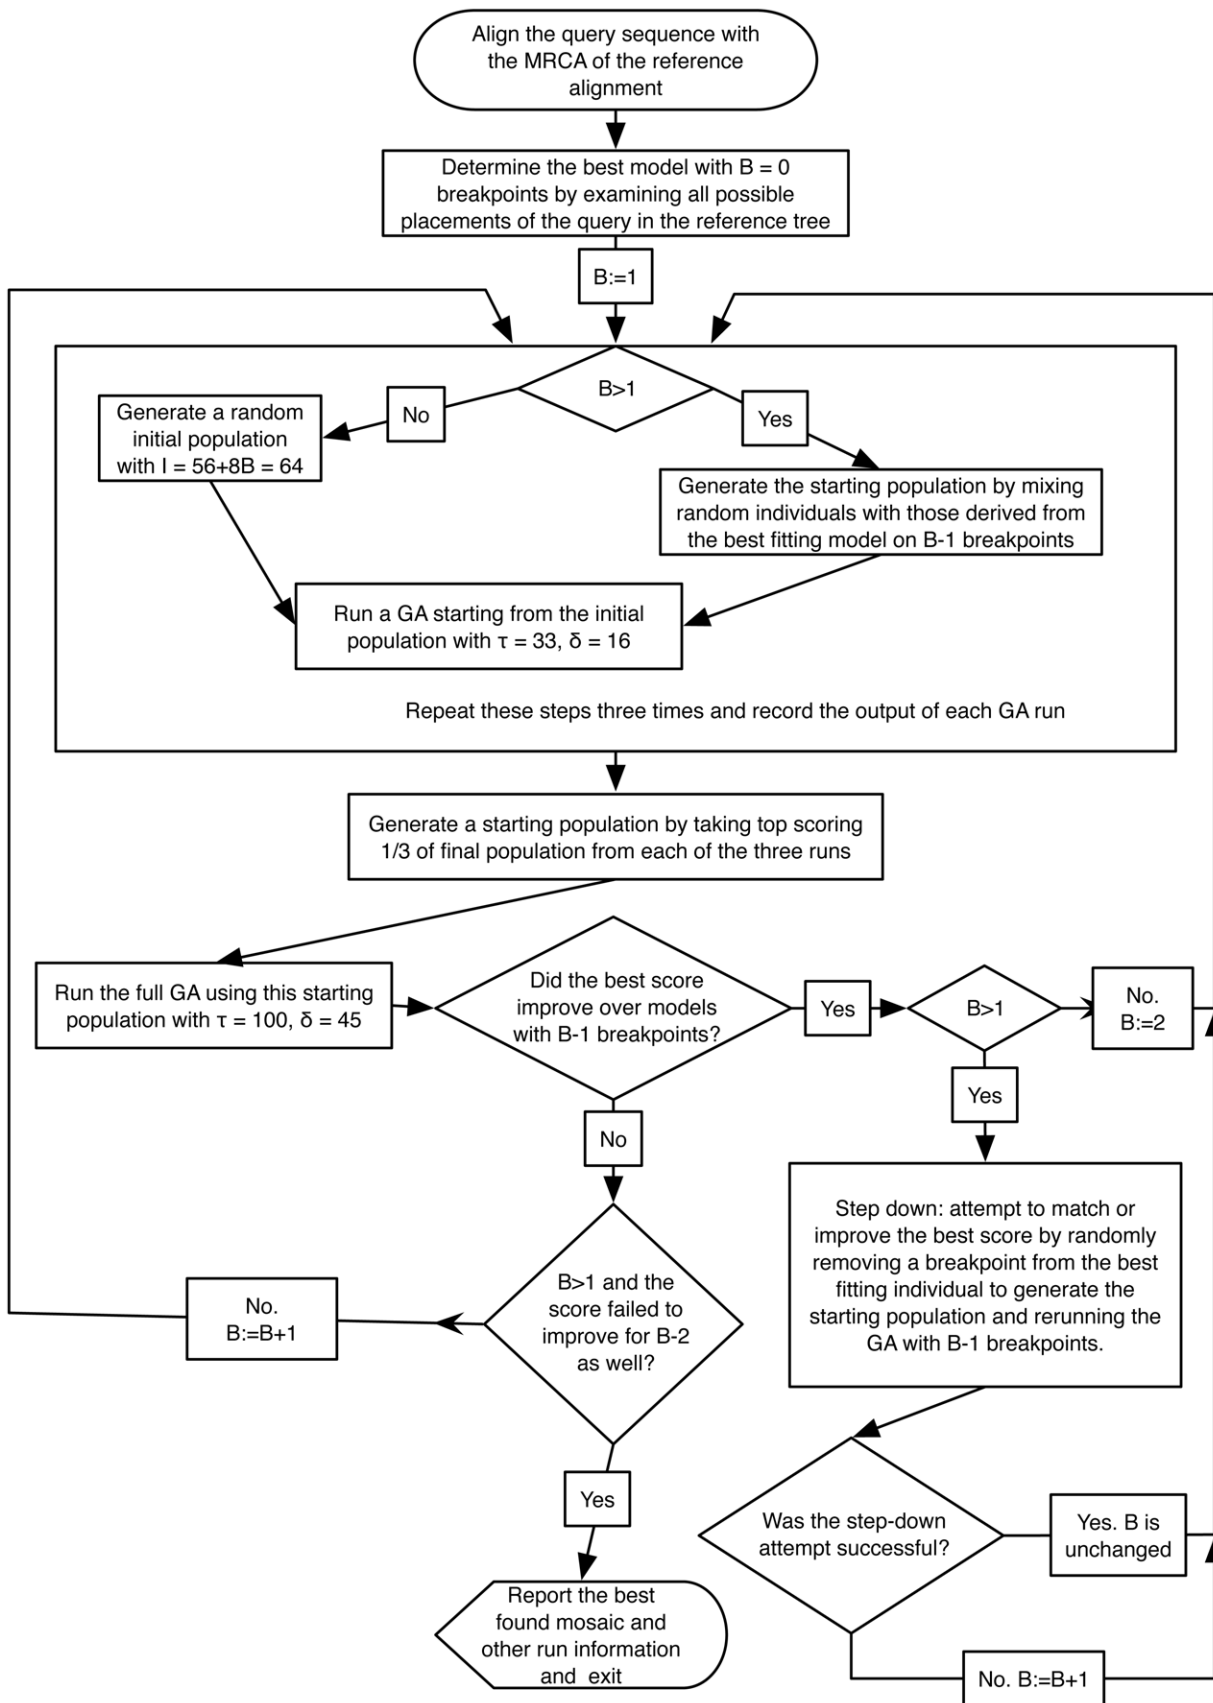 Align the query sequence with
the MRCA of the reference
alignment
Determine the best model with B = 0
breakpoints by examining all possible
placements of the query in the reference tree
B:=1
B>1
No
Yes
Generate a random
initial population
with I = 56+8B = 64
Generate the starting population by mixing
random individuals with those derived from
the best fitting model on B-1 breakpoints
Run a GA starting from the initial
population with τ = 33, δ = 16
Repeat these steps three times and record the output of each GA run
Generate a starting population by taking top scoring
1/3 of final population from each of the three runs
Run the full GA using this starting
population with τ = 100, δ = 45
Did the best score
improve over models
with B-1 breakpoints?
Yes
B>1
No.
B:=2
Yes
No
Step down: attempt to match or
improve the best score by randomly
removing a breakpoint from the best
fitting individual to generate the
starting population and rerunning the
GA with B-1 breakpoints.
B>1 and the
score failed to
improve for B-2
as well?
No.
B:=B+1
Yes
Was the step-down
attempt successful?
Yes. B is
unchanged
Report the best
found mosaic and
other run information
and exit
No. B:=B+1